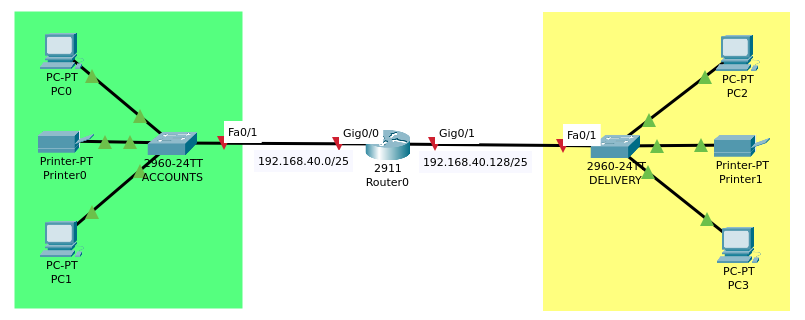 PC-PT
PC0
Printer-PT
Printer0
PC-PT
PC1
2960-24TT
ACCOUNTS
Fa0/1
192.168.40.0/25
Gig0/0
2911
Router0
Gig0/1
192.168.40.128/25
Fa0/1
2960-24TT
DELIVERY
PC-PT
PC2
Printer-PT
Printer1
PC-PT
PC3